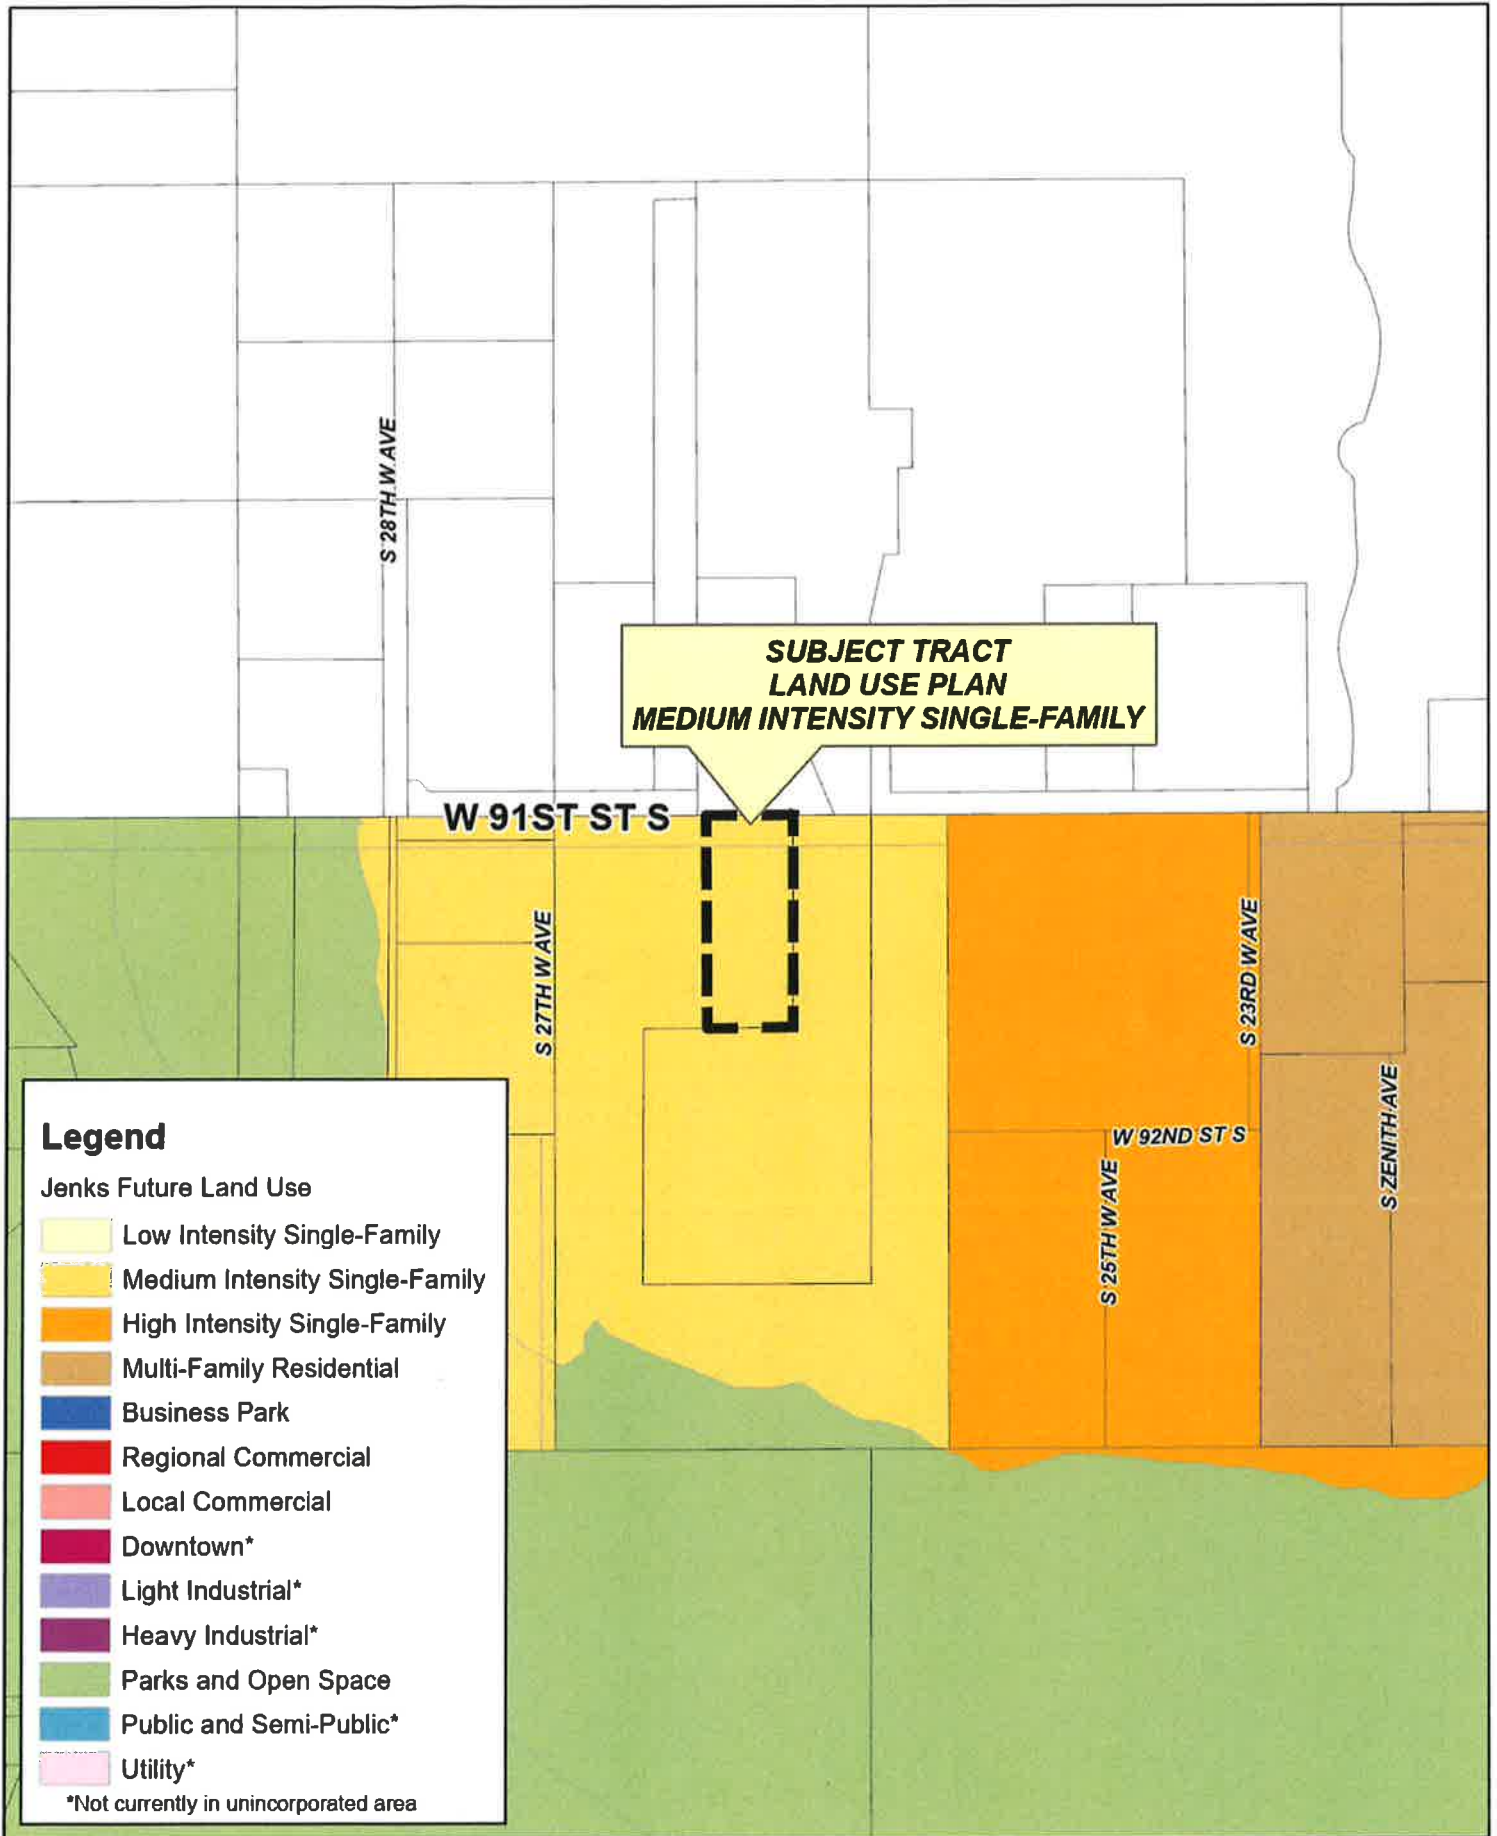 S 28TH W AVE
SUBJECT TRACT
LAND USE PLAN
MEDIUM INTENSITY SINGLE-FAMILY
W 91ST ST S
S 27TH W AVE
S 23RD W AVE
W 92ND ST S
S 25TH W AVE
S ZENITH AVE
Legend
Jenks Future Land Use
Low Intensity Single-Family
Medium Intensity Single-Family
High Intensity Single-Family
Multi-Family Residential
Business Park
Regional Commercial
Local Commercial
Downtown*
Light Industrial*
Heavy Industrial*
Parks and Open Space
Public and Semi-Public*
Utility*
*Not currently in unincorporated area